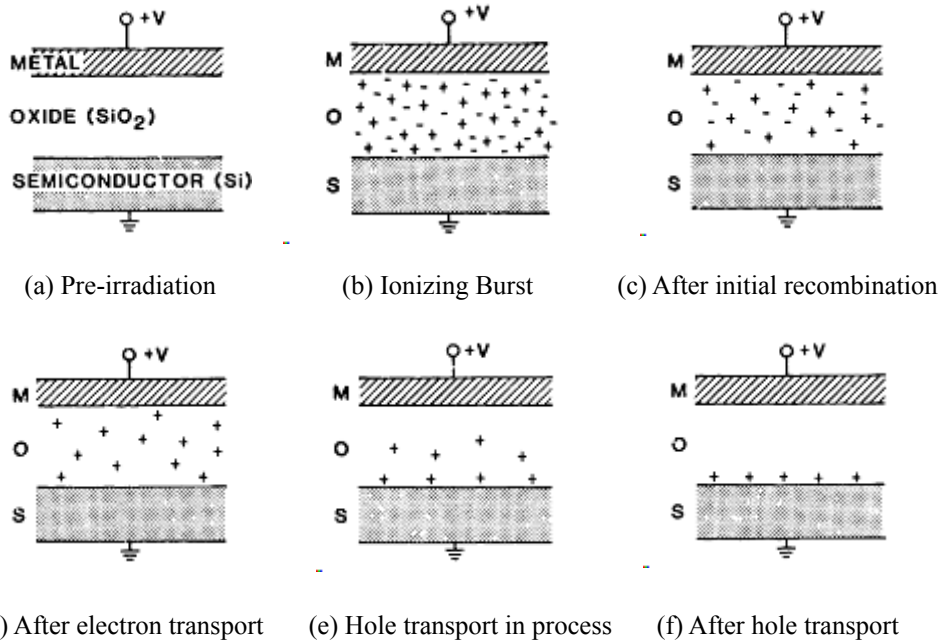 +V
METAL
OXIDE (SiO₂)
SEMICONDUCTOR (Si)
(a) Pre-irradiation
+V
M
O
S
(b) Ionizing Burst
+V
M
O
S
(c) After initial recombination
+V
M
O
S
) After electron transport
+V
M
O
S
(e) Hole transport in process
+V
M
O
S
(f) After hole transport